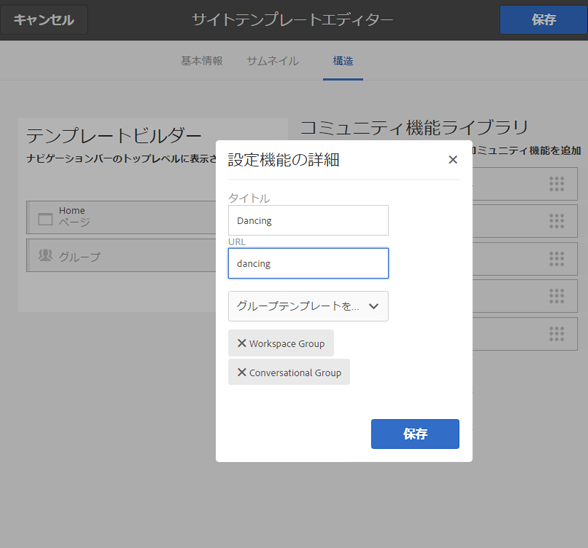 キャンセル
サイトテンプレートエディター
保存
基本情報
サムネイル
構造
テンプレートビルダー
ナビゲーションバーのトップレベルに表示さ
Home
ページ
グループ
コミュニティ機能ライブラリ
コミュニティ機能を追加
設定機能の詳細
タイトル
Dancing
URL
dancing
グループテンプレートを...
Workspace Group
Conversational Group
保存